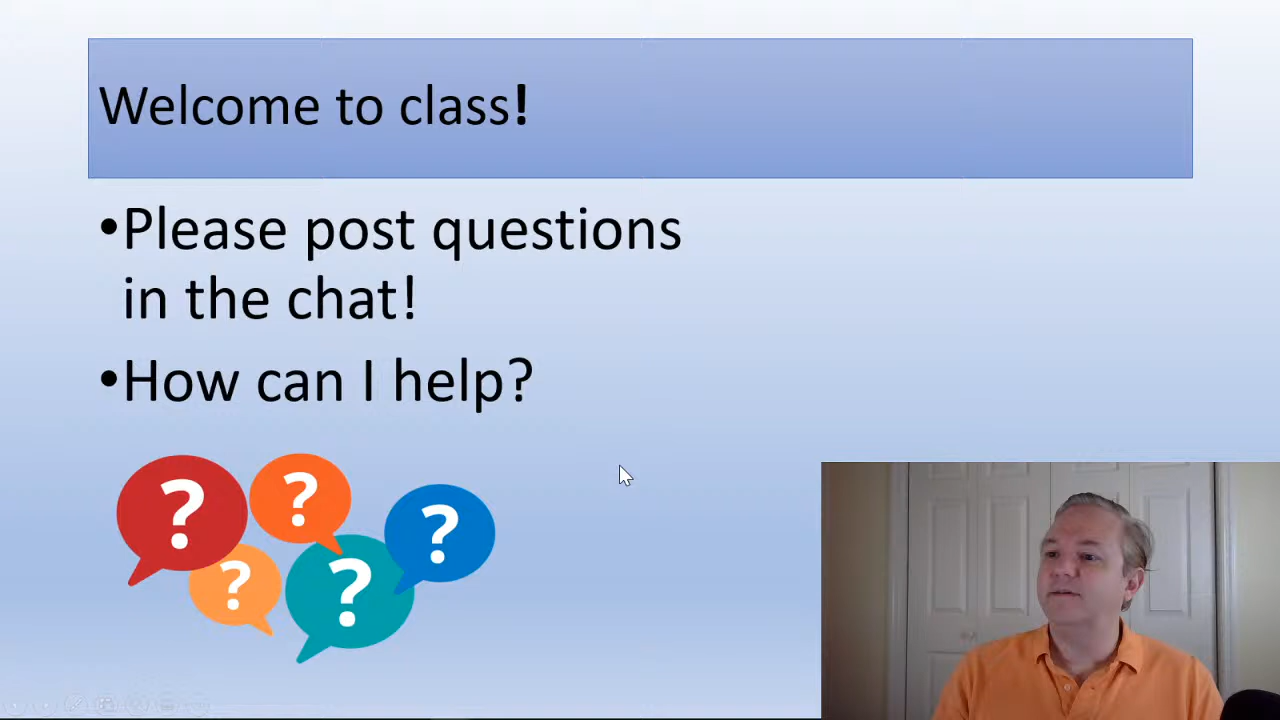 Welcome to class!
•Please post questions
in the chat!
•How can I help?
? ? ?
? ?